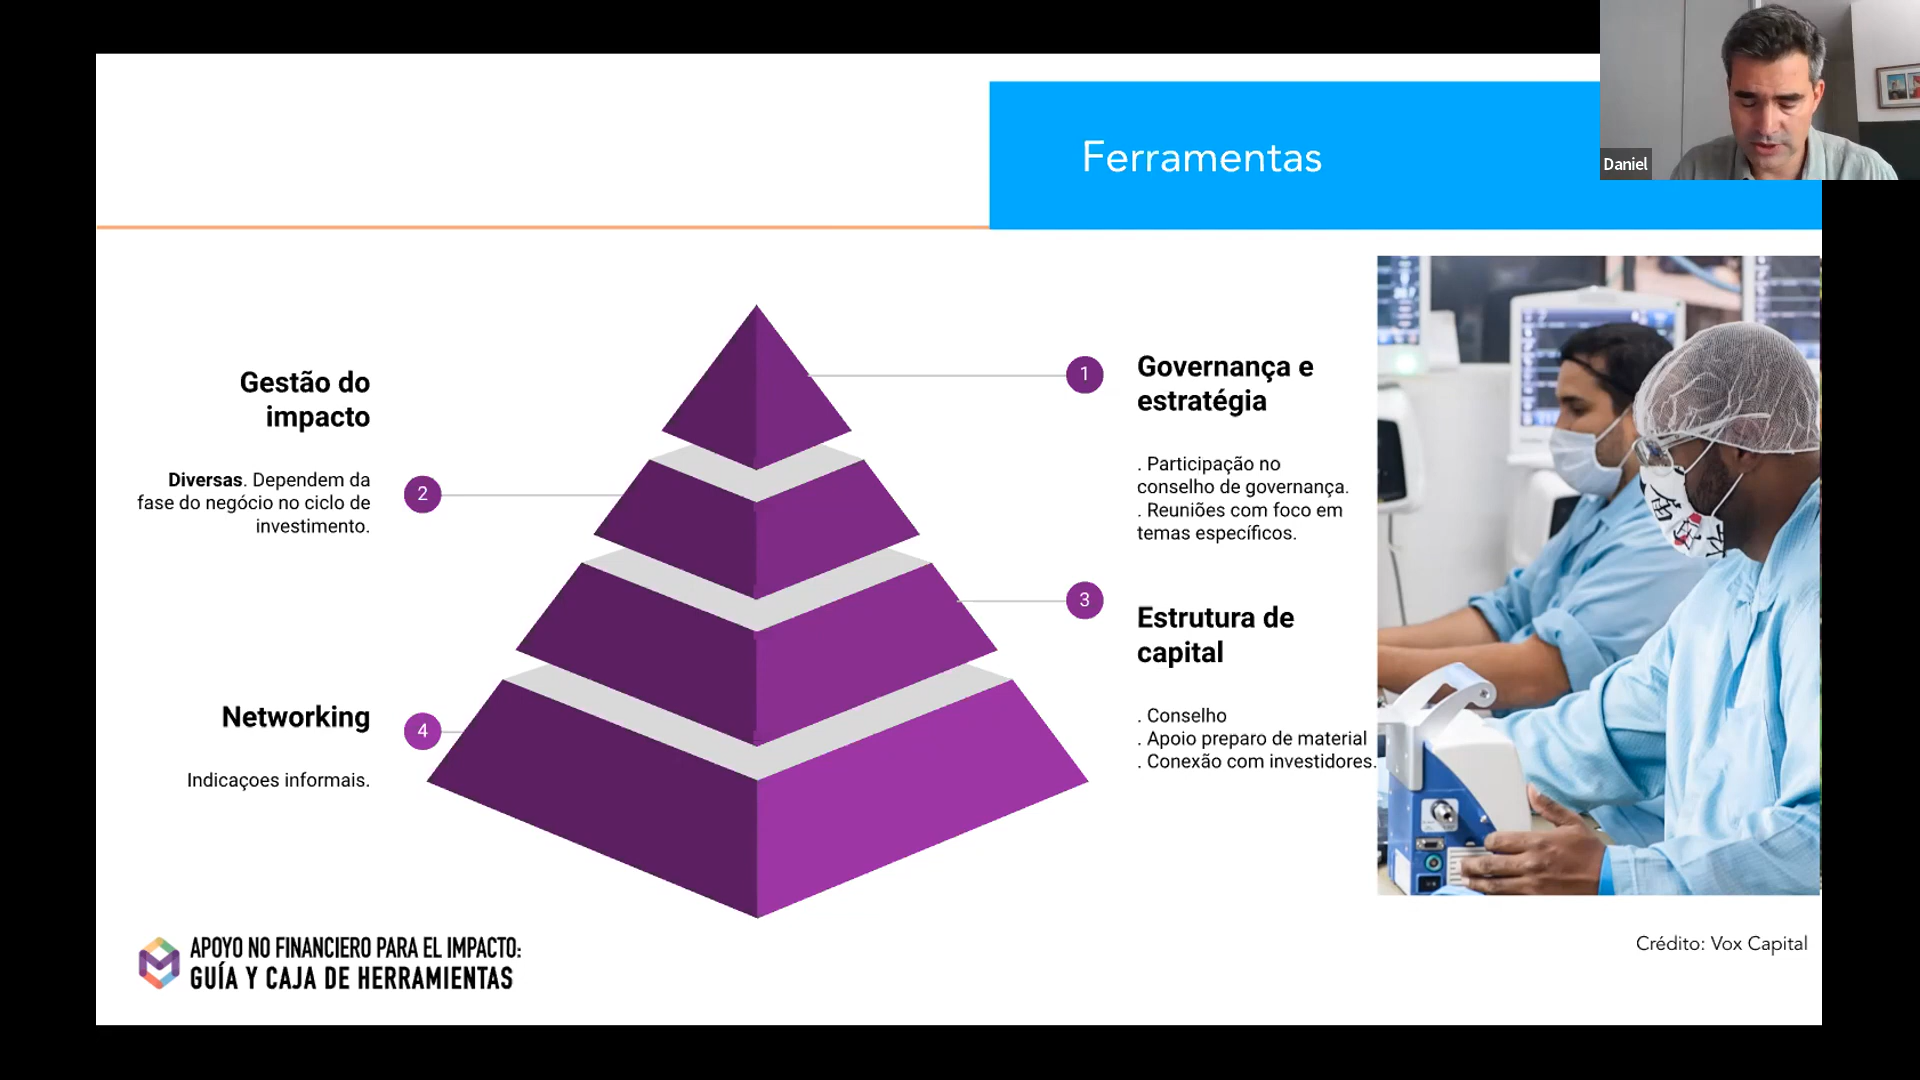 Ferramentas
Daniel
1
Governança e
estratégia
. Participação no
conselho de governança.
. Reuniões com foco em
temas específicos.
Gestão do
impacto
Diversas. Dependem da
fase do negócio no ciclo de
investimento.
2
3
Estrutura de
capital
. Conselho
. Apoio preparo de material
. Conexão com investidores.
Networking
4
Indicaçoes informais.
APOYO NO FINANCIERO PARA EL IMPACTO:
GUÍA Y CAJA DE HERRAMIENTAS
Crédito: Vox Capital